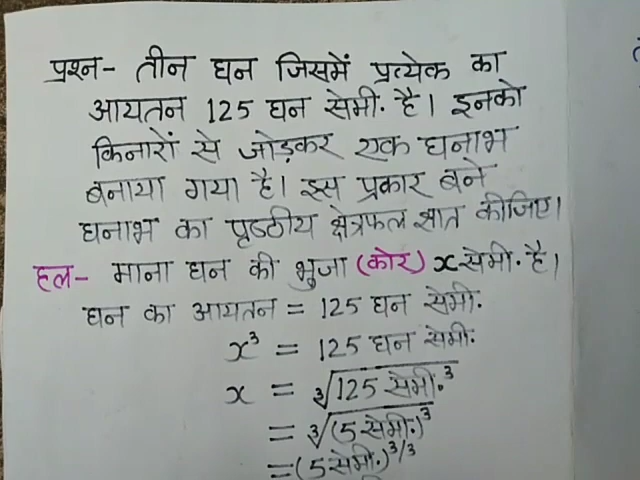 प्रश्न- तीन घन जिसमें प्रत्येक का
आयतन 125 घन सेमी. है। इनको
किनारों से जोड़कर एक घनाभ
बनाया गया है। इस प्रकार बने
घनाभ का पृष्ठीय क्षेत्रफल ज्ञात कीजिए।
हल- माना घन की भुजा (कोर) x सेमी. है।
घन का आयतन = 125 घन सेमी.
x³ = 125 घन सेमी.
x = ∛125 सेमी.³
= ∛(5 सेमी.)³
= (5 सेमी.)^3/3